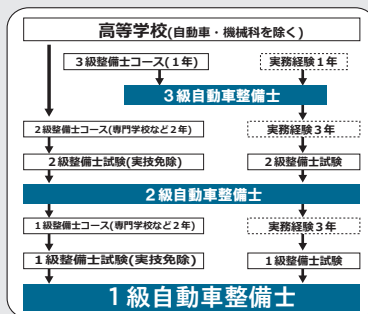 高等学校(自動車・機械科を除く)
3級整備士コース(1年)
実務経験1年
3級自動車整備士
2級整備士コース(専門学校など2年)
実務経験3年
2級整備士試験(実技免除)
2級整備士試験
2級自動車整備士
1級整備士コース(専門学校など2年)
実務経験3年
1級整備士試験(実技免除)
1級整備士試験
1級自動車整備士